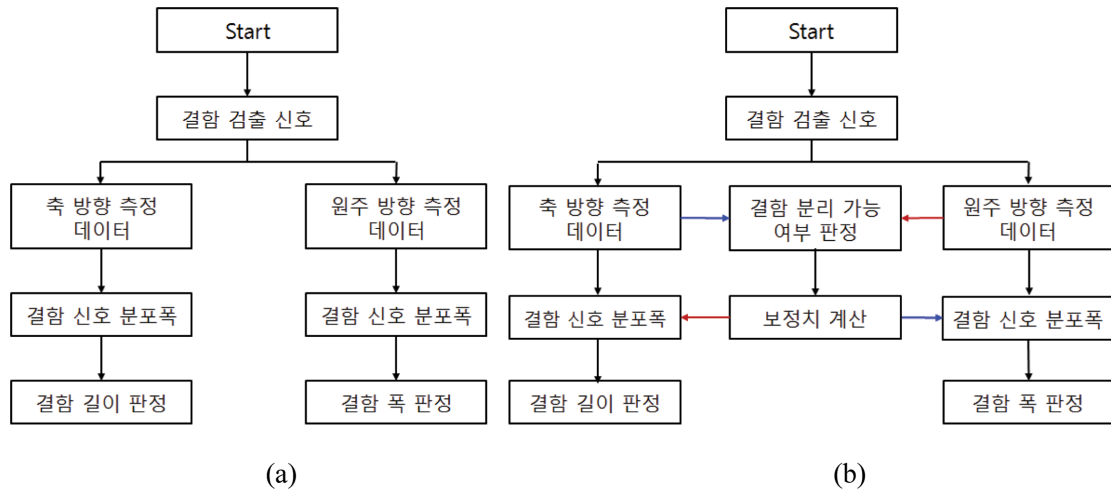 Start
결함 검출 신호
축 방향 측정
데이터
원주 방향 측정
데이터
결함 신호 분포폭
결함 신호 분포폭
결함 길이 판정
결함 폭 판정
(a)
Start
결함 검출 신호
축 방향 측정
데이터
결함 분리 가능
여부 판정
원주 방향 측정
데이터
결함 신호 분포폭
보정치 계산
결함 신호 분포폭
결함 길이 판정
결함 폭 판정
(b)